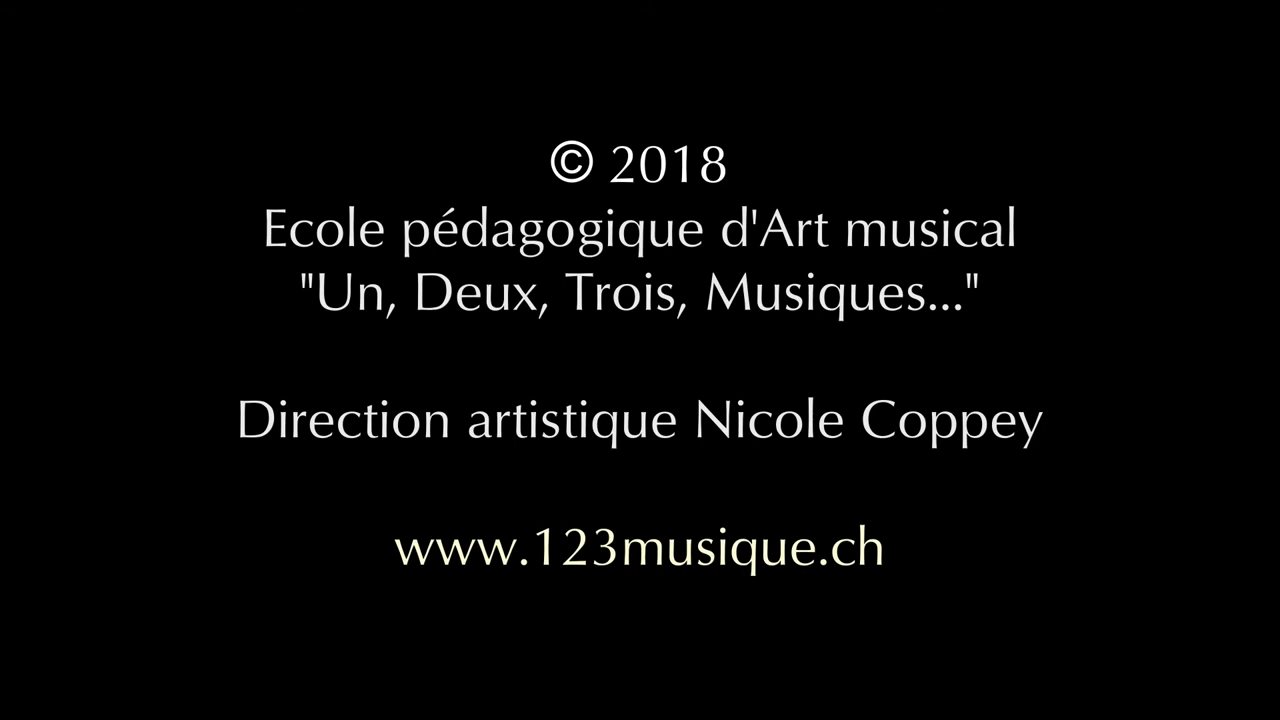 © 2018
Ecole pédagogique d'Art musical
"Un, Deux, Trois, Musiques..."
Direction artistique Nicole Coppey
www.123musique.ch